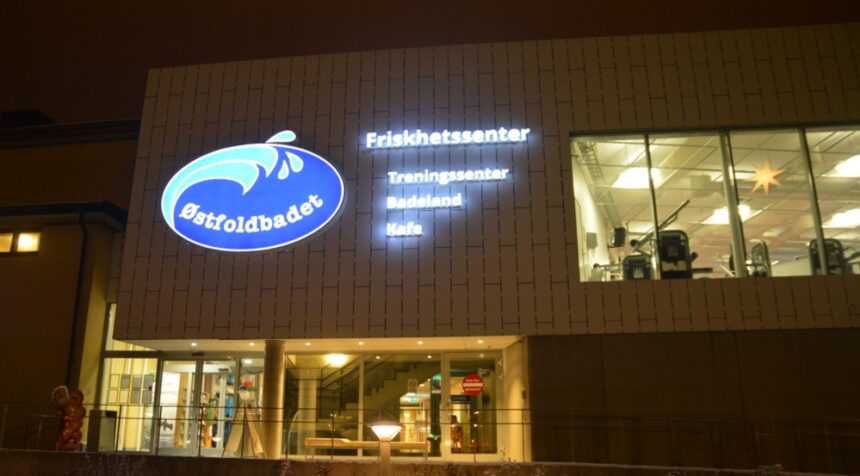 Østfoldbadet
Friskhetssenter
Treningssenter
Badeland
Kafe